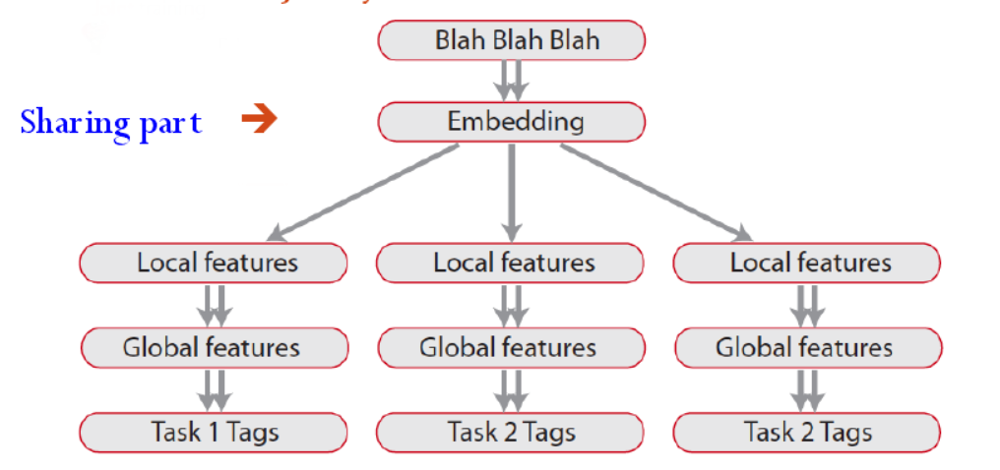 Blah Blah Blah
Sharing part ➔ Embedding
Local features Local features Local features
Global features Global features Global features
Task 1 Tags Task 2 Tags Task 2 Tags